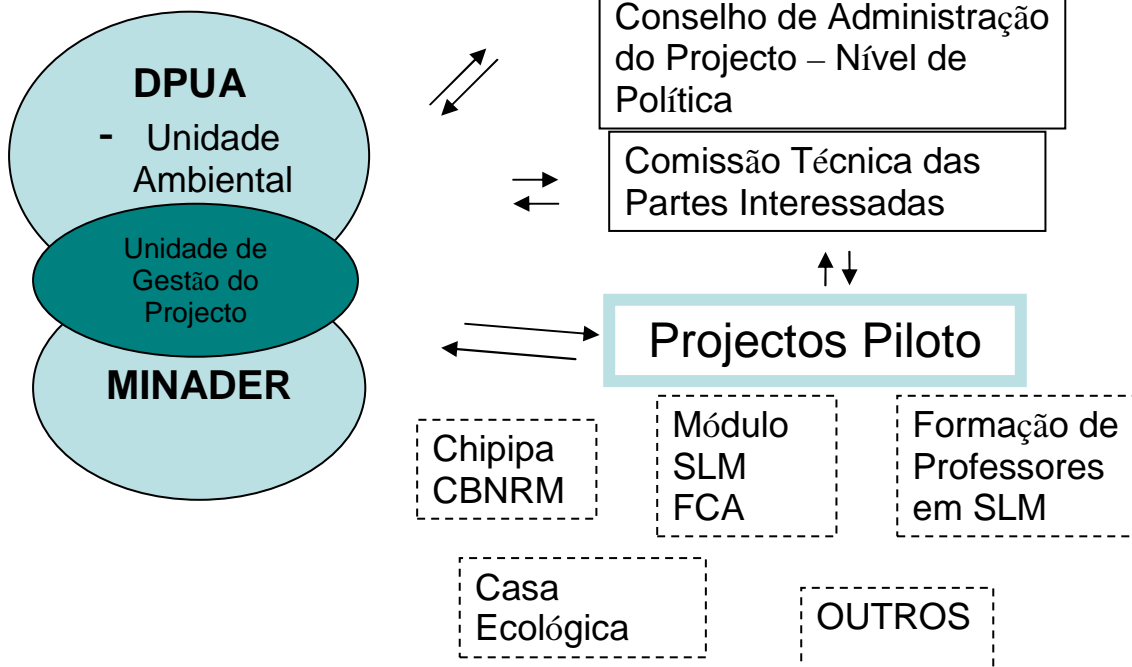 DPUA
- Unidade
Ambiental
Unidade de
Gestão do
Projecto
MINADER
Conselho de Administração
do Projecto – Nível de
Política
Comissão Técnica das
Partes Interessadas
Projectos Piloto
Chipipa
CBNRM
Módulo
SLM
FCA
Formação de
Professores
em SLM
Casa
Ecológica
OUTROS